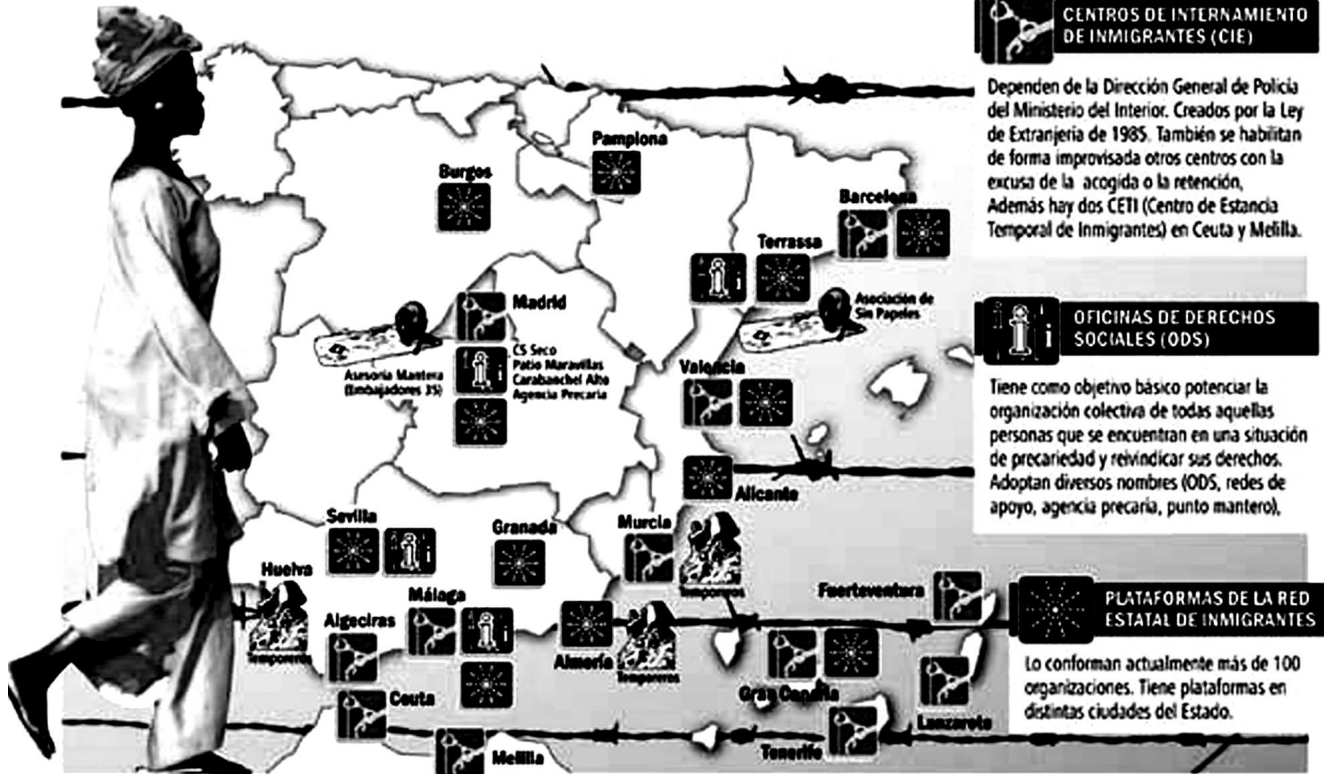 CENTROS DE INTERNAMIENTO
DE INMIGRANTES (CIE)
Dependen de la Dirección General de Policía
del Ministerio del Interior. Creados por la Ley
de Extranjería de 1985. También se habilitan
de forma improvisada otros centros con la
excusa de la acogida o la retención,
Además hay dos CETI (Centro de Estancia
Temporal de Inmigrantes) en Ceuta y Melilla.
OFICINAS DE DERECHOS
SOCIALES (ODS)
Tiene como objetivo básico potenciar la
organización colectiva de todas aquellas
personas que se encuentran en una situación
de precariedad y reivindicar sus derechos.
Adoptan diversos nombres (ODS, redes de
apoyo, agencia precaria, punto mantero),
PLATAFORMAS DE LA RED
ESTATAL DE INMIGRANTES
Lo conforman actualmente más de 100
organizaciones. Tiene plataformas en
distintas ciudades del Estado.
Pamplona
Burgos
Barcelona
Terrassa
Asociación de
Sin Papeles
Madrid
CS Seco
Patio Maravillas
Carabanchel Alto
Agencia Precaria
Asesoría Mantera
(Embajadores 35)
Valencia
Alicante
Sevilla
Granada
Murcia
Temporeros
Huelva
Temporeros
Algeciras
Málaga
Almería
Temporeros
Fuerteventura
Gran Canaria
Lanzarote
Tenerife
Ceuta
Melilla